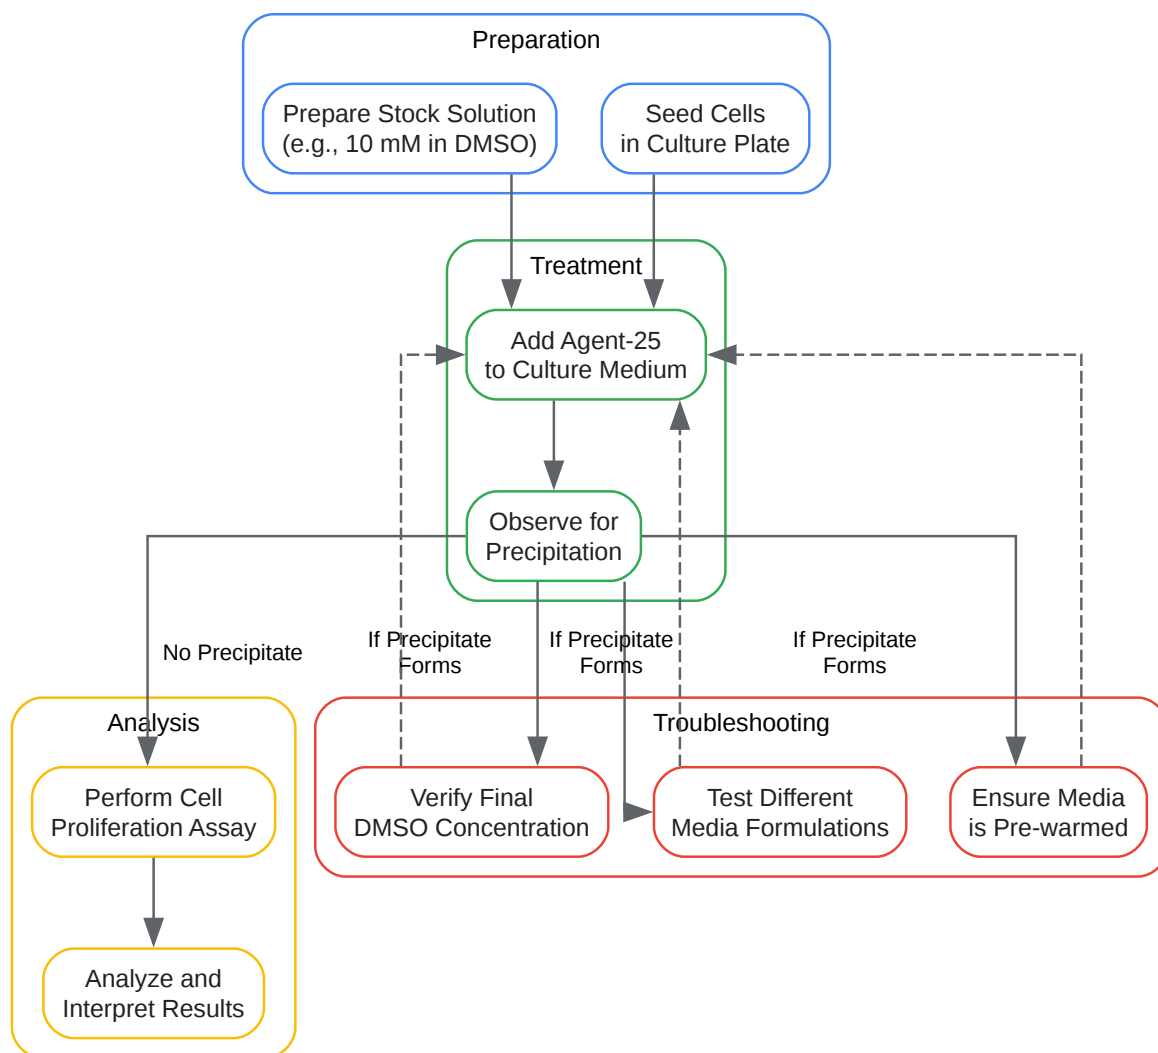 Preparation
Prepare Stock Solution
(e.g., 10 mM in DMSO)
Seed Cells
in Culture Plate
Treatment
Add Agent-25
to Culture Medium
Observe for
Precipitation
No Precipitate
If Precipitate
Forms
If Precipitate
Forms
If Precipitate
Forms
Analysis
Perform Cell
Proliferation Assay
Analyze and
Interpret Results
Troubleshooting
Verify Final
DMSO Concentration
Test Different
Media Formulations
Ensure Media
is Pre-warmed